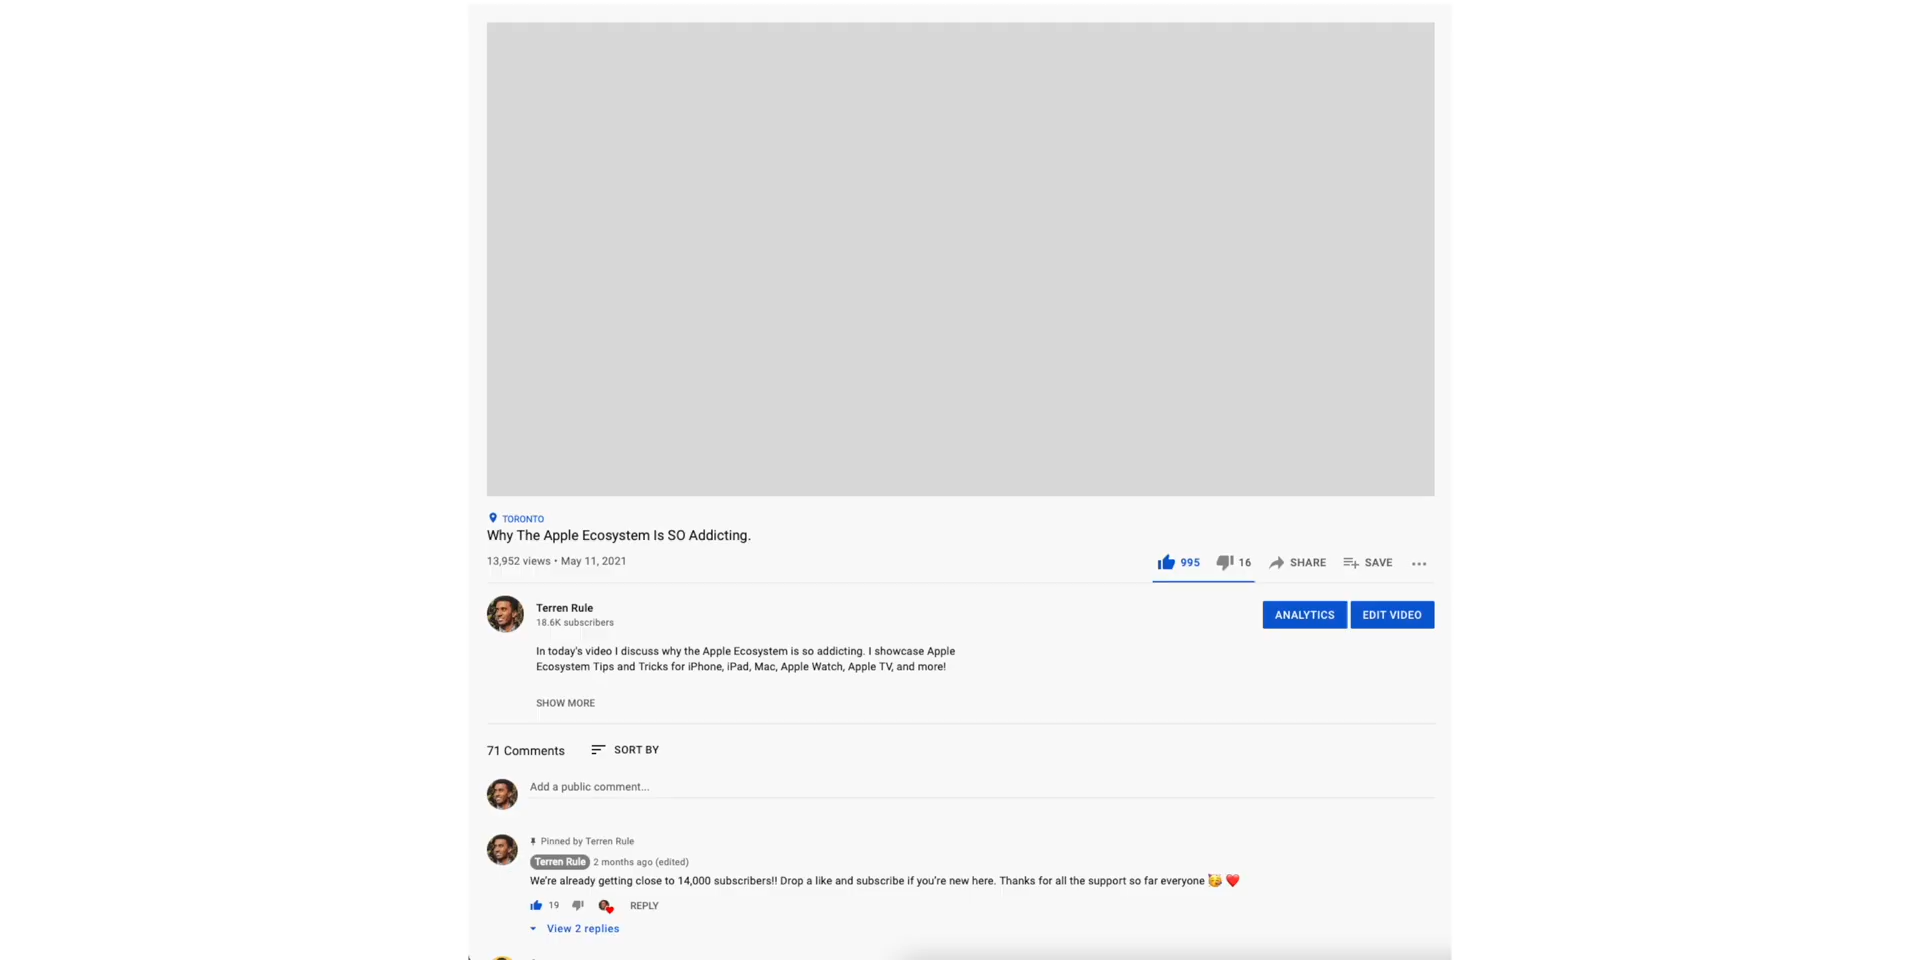 TORONTO
Why The Apple Ecosystem Is SO Addicting.
13,952 views • May 11, 2021
995 16 SHARE SAVE
Terren Rule
18.6K subscribers
ANALYTICS EDIT VIDEO
In today's video I discuss why the Apple Ecosystem is so addicting. I showcase Apple
Ecosystem Tips and Tricks for iPhone, iPad, Mac, Apple Watch, Apple TV, and more!
SHOW MORE
71 Comments SORT BY
Add a public comment...
Pinned by Terren Rule
Terren Rule 2 months ago (edited)
We're already getting close to 14,000 subscribers!! Drop a like and subscribe if you're new here. Thanks for all the support so far everyone 🥳 ❤️
19 REPLY
View 2 replies